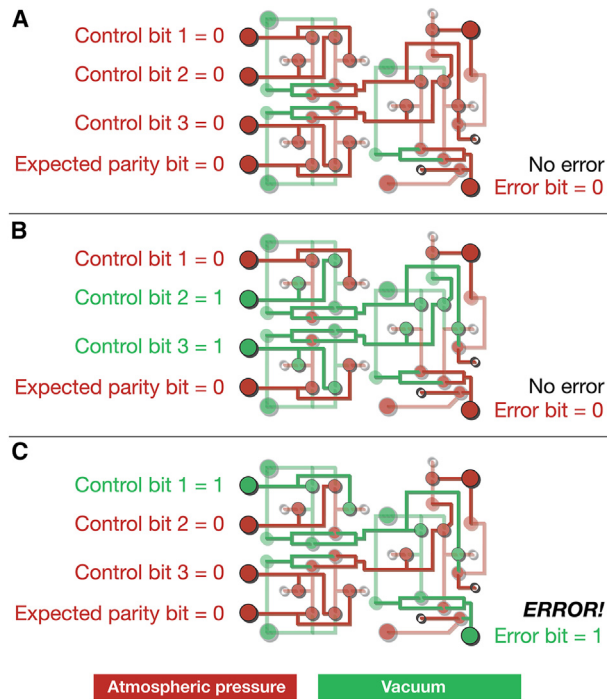 A
Control bit 1 = 0
Control bit 2 = 0
Control bit 3 = 0
Expected parity bit = 0
No error
Error bit = 0
B
Control bit 1 = 0
Control bit 2 = 1
Control bit 3 = 1
Expected parity bit = 0
No error
Error bit = 0
C
Control bit 1 = 1
Control bit 2 = 0
Control bit 3 = 0
Expected parity bit = 0
ERROR!
Error bit = 1
Atmospheric pressure
Vacuum